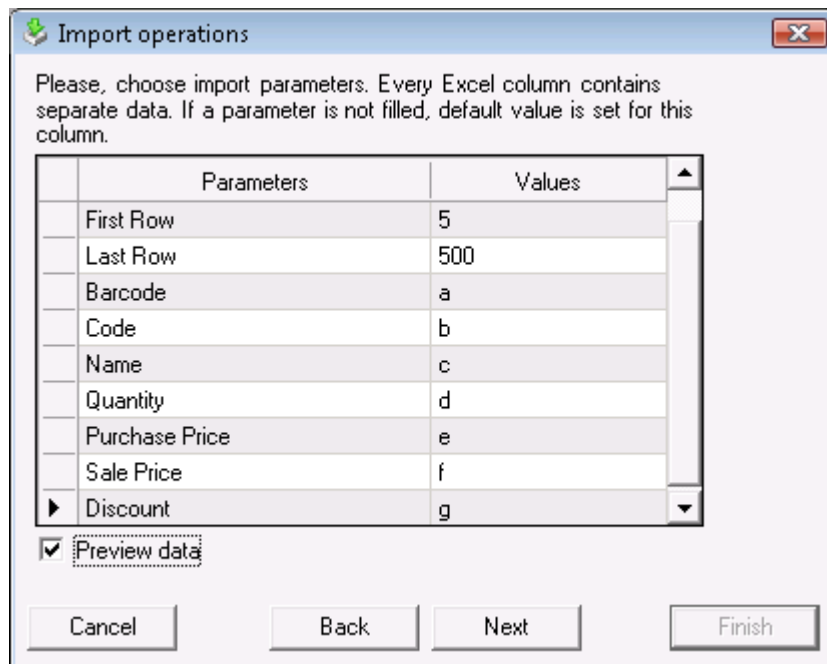 Import operations
Please, choose import parameters. Every Excel column contains
separate data. If a parameter is not filled, default value is set for this
column.
Parameters Values
First Row 5
Last Row 500
Barcode a
Code b
Name c
Quantity d
Purchase Price e
Sale Price f
Discount g
Preview data
Cancel Back Next Finish